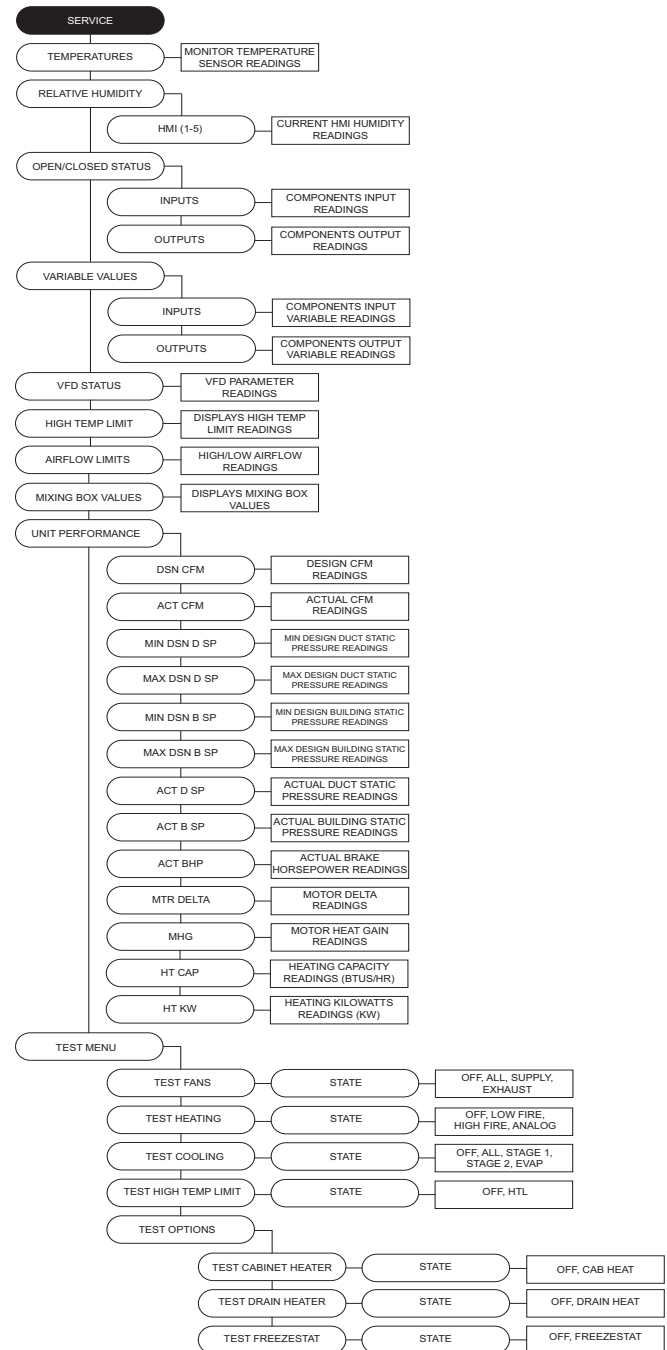 SERVICE
TEMPERATURES
MONITOR TEMPERATURE
SENSOR READINGS
RELATIVE HUMIDITY
HMI (1-5)
CURRENT HMI HUMIDITY
READINGS
OPEN/CLOSED STATUS
INPUTS
COMPONENTS INPUT
READINGS
OUTPUTS
COMPONENTS OUTPUT
READINGS
VARIABLE VALUES
INPUTS
COMPONENTS INPUT
VARIABLE READINGS
OUTPUTS
COMPONENTS OUTPUT
VARIABLE READINGS
VFD STATUS
VFD PARAMETER
READINGS
HIGH TEMP LIMIT
DISPLAYS HIGH TEMP
LIMIT READINGS
AIRFLOW LIMITS
HIGH/LOW AIRFLOW
READINGS
MIXING BOX VALUES
DISPLAYS MIXING BOX
VALUES
UNIT PERFORMANCE
DSN CFM
DESIGN CFM
READINGS
ACT CFM
ACTUAL CFM
READINGS
MIN DSN D SP
MIN DESIGN DUCT STATIC
PRESSURE READINGS
MAX DSN D SP
MAX DESIGN DUCT STATIC
PRESSURE READINGS
MIN DSN B SP
MIN DESIGN BUILDING STATIC
PRESSURE READINGS
MAX DSN B SP
MAX DESIGN BUILDING STATIC
PRESSURE READINGS
ACT D SP
ACTUAL DUCT STATIC
PRESSURE READINGS
ACT B SP
ACTUAL BUILDING STATIC
PRESSURE READINGS
ACT BHP
ACTUAL BRAKE
HORSEPOWER READINGS
MTR DELTA
MOTOR DELTA
READINGS
MHG
MOTOR HEAT GAIN
READINGS
HT CAP
HEATING CAPACITY
READINGS (BTUS/HR)
HT KW
HEATING KILOWATTS
READINGS (KW)
TEST MENU
TEST FANS
STATE
OFF, ALL, SUPPLY,
EXHAUST
TEST HEATING
STATE
OFF, LOW FIRE,
HIGH FIRE, ANALOG
TEST COOLING
STATE
OFF, ALL, STAGE 1,
STAGE 2, EVAP
TEST HIGH TEMP LIMIT
STATE
OFF, HTL
TEST OPTIONS
TEST CABINET HEATER
STATE
OFF, CAB HEAT
TEST DRAIN HEATER
STATE
OFF, DRAIN HEAT
TEST FREEZESTAT
STATE
OFF, FREEZESTAT